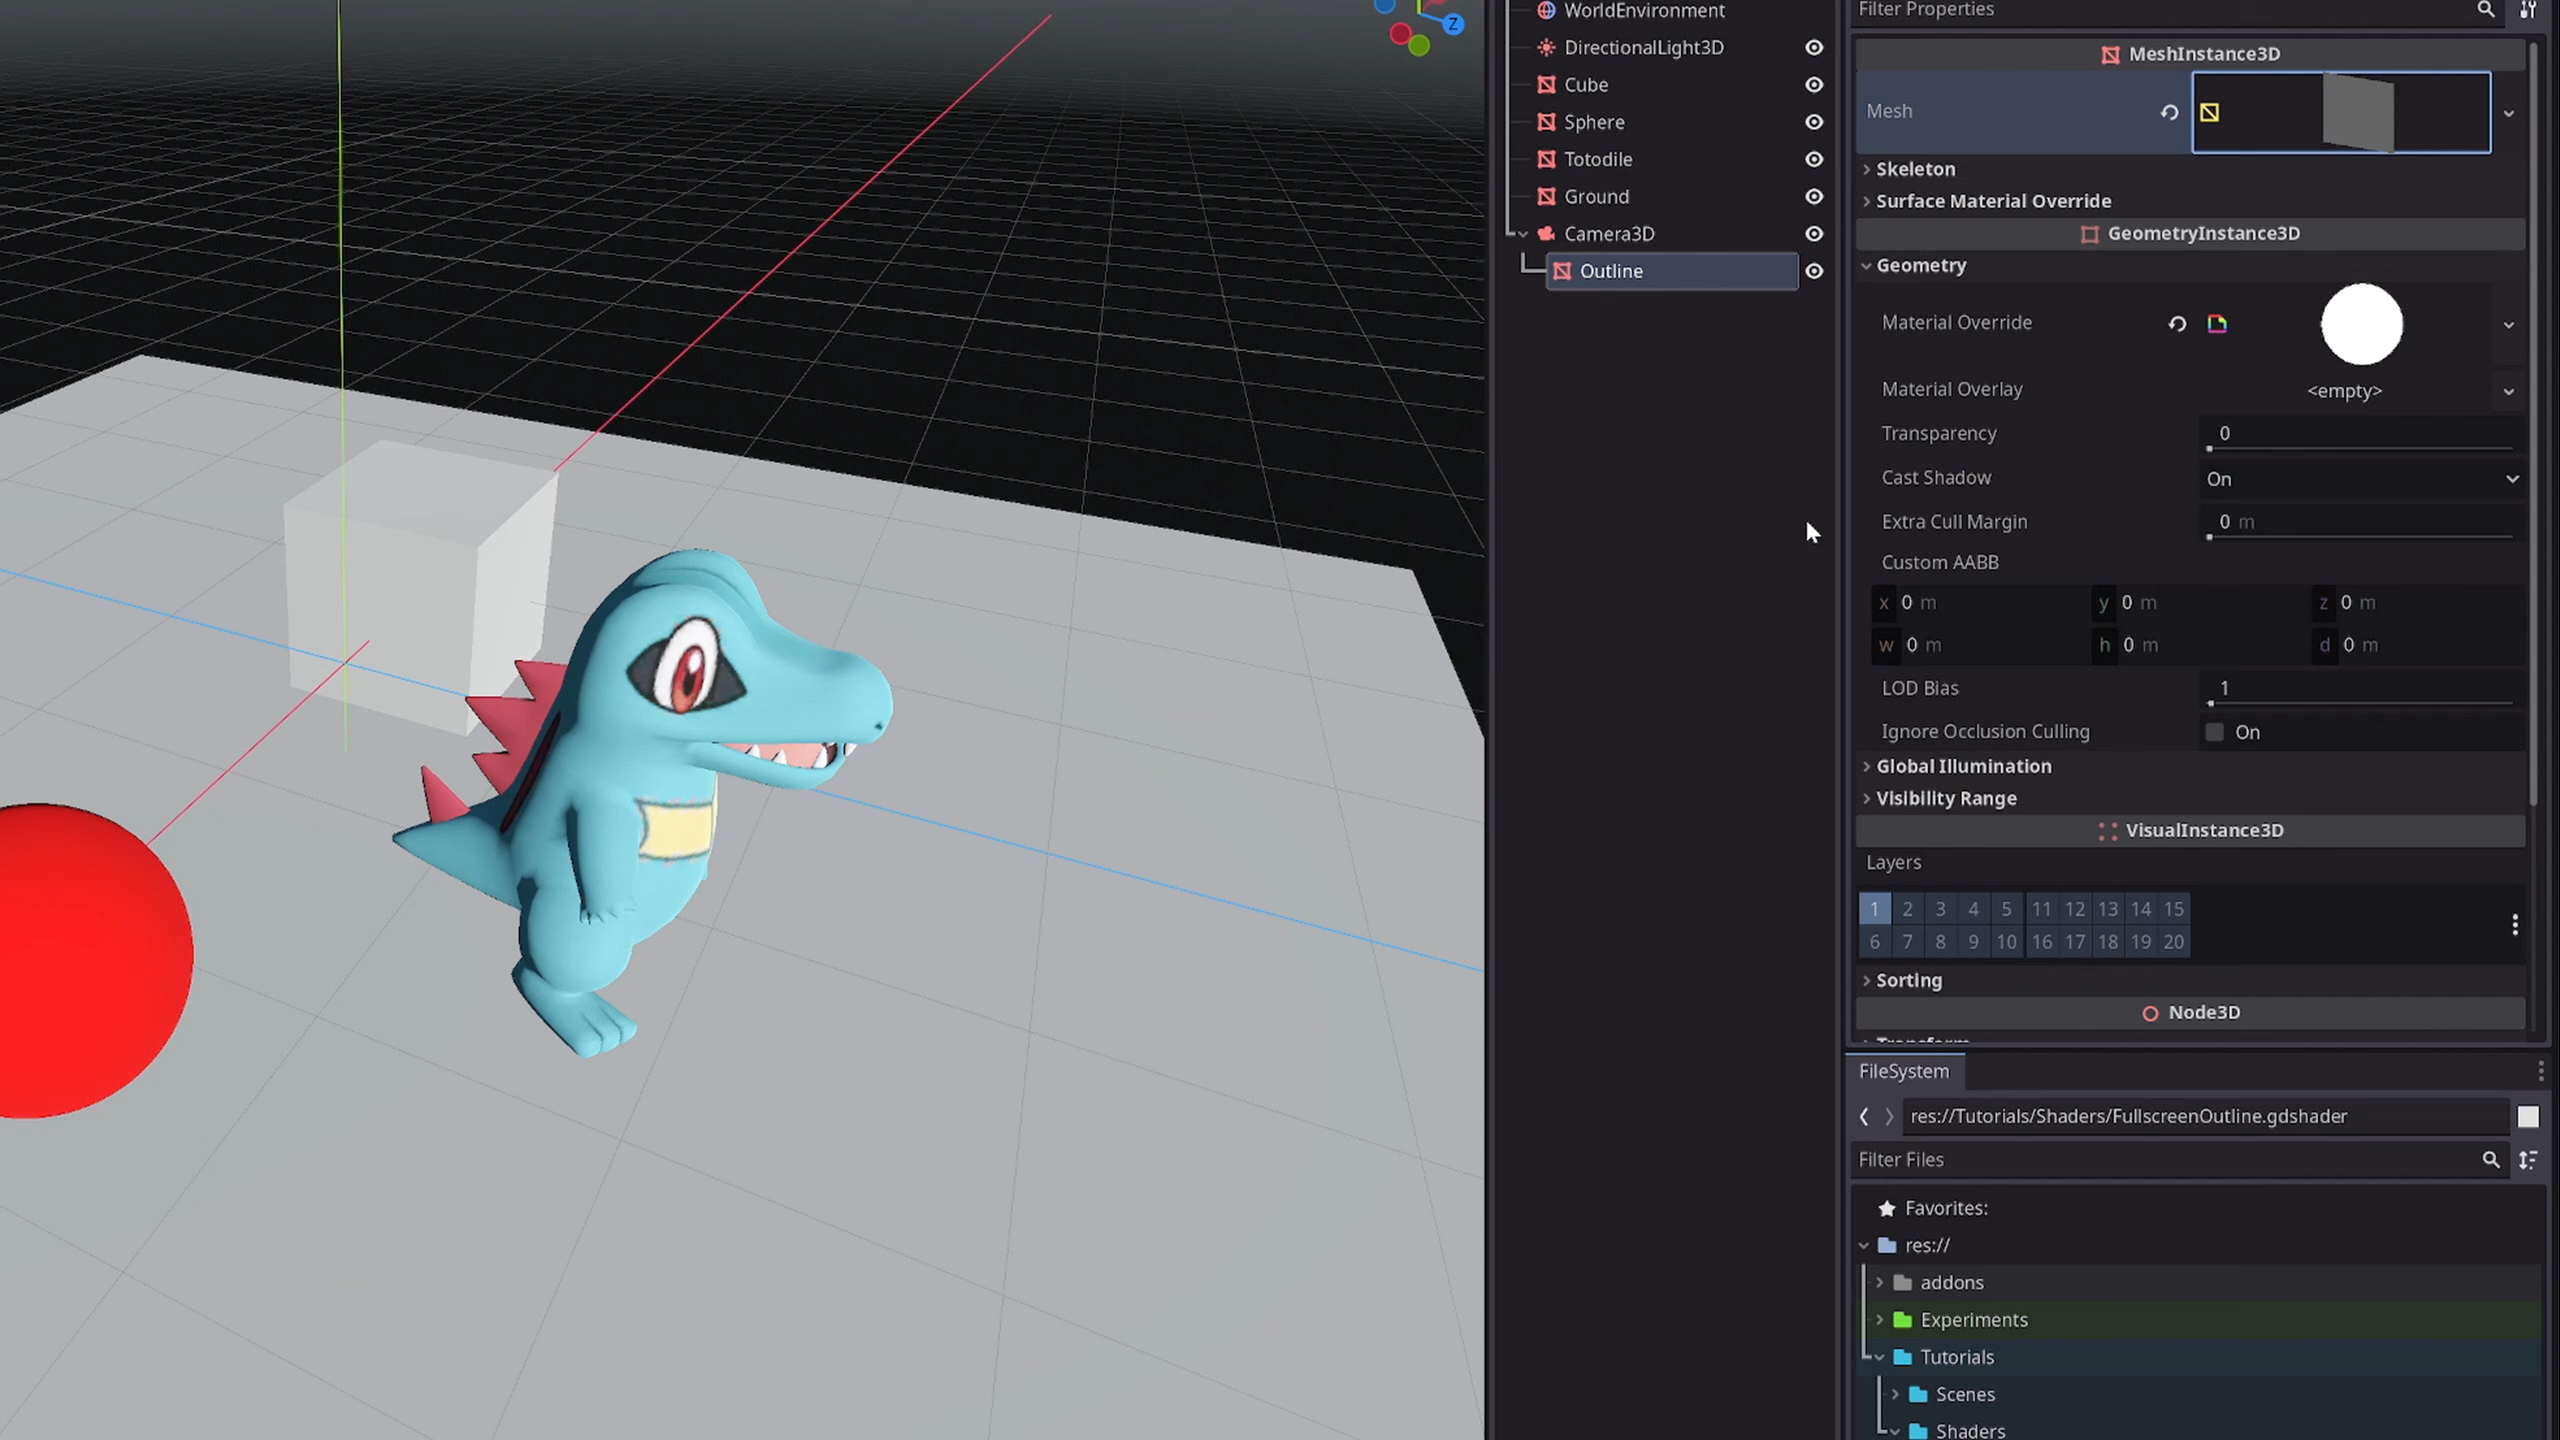 Z
WorldEnvironment
DirectionalLight3D
Cube
Sphere
Totodile
Ground
Camera3D
Outline
Filter Properties
MeshInstance3D
Mesh
Skeleton
Surface Material Override
GeometryInstance3D
Geometry
Material Override
Material Overlay <empty>
Transparency 0
Cast Shadow On
Extra Cull Margin 0 m
Custom AABB
x 0 m y 0 m z 0 m
w 0 m h 0 m d 0 m
LOD Bias 1
Ignore Occlusion Culling On
Global Illumination
Visibility Range
VisualInstance3D
Layers
1 2 3 4 5 11 12 13 14 15
6 7 8 9 10 16 17 18 19 20
Sorting
Node3D
Transform
FileSystem
res://Tutorials/Shaders/FullscreenOutline.gdshader
Filter Files
Favorites:
res://
addons
Experiments
Tutorials
Scenes
Shaders